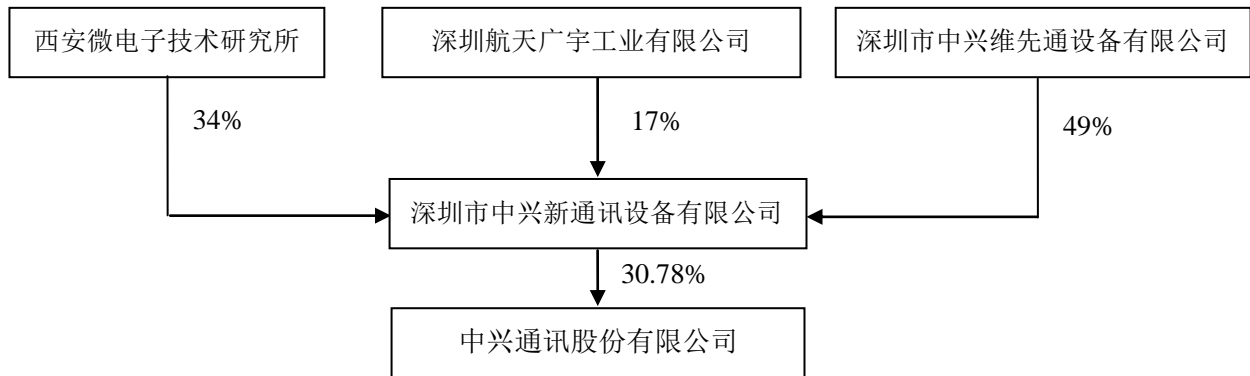 西安微电子技术研究所
深圳航天广宇工业有限公司
深圳市中兴维先通设备有限公司
34%
17%
49%
深圳市中兴新通讯设备有限公司
30.78%
中兴通讯股份有限公司